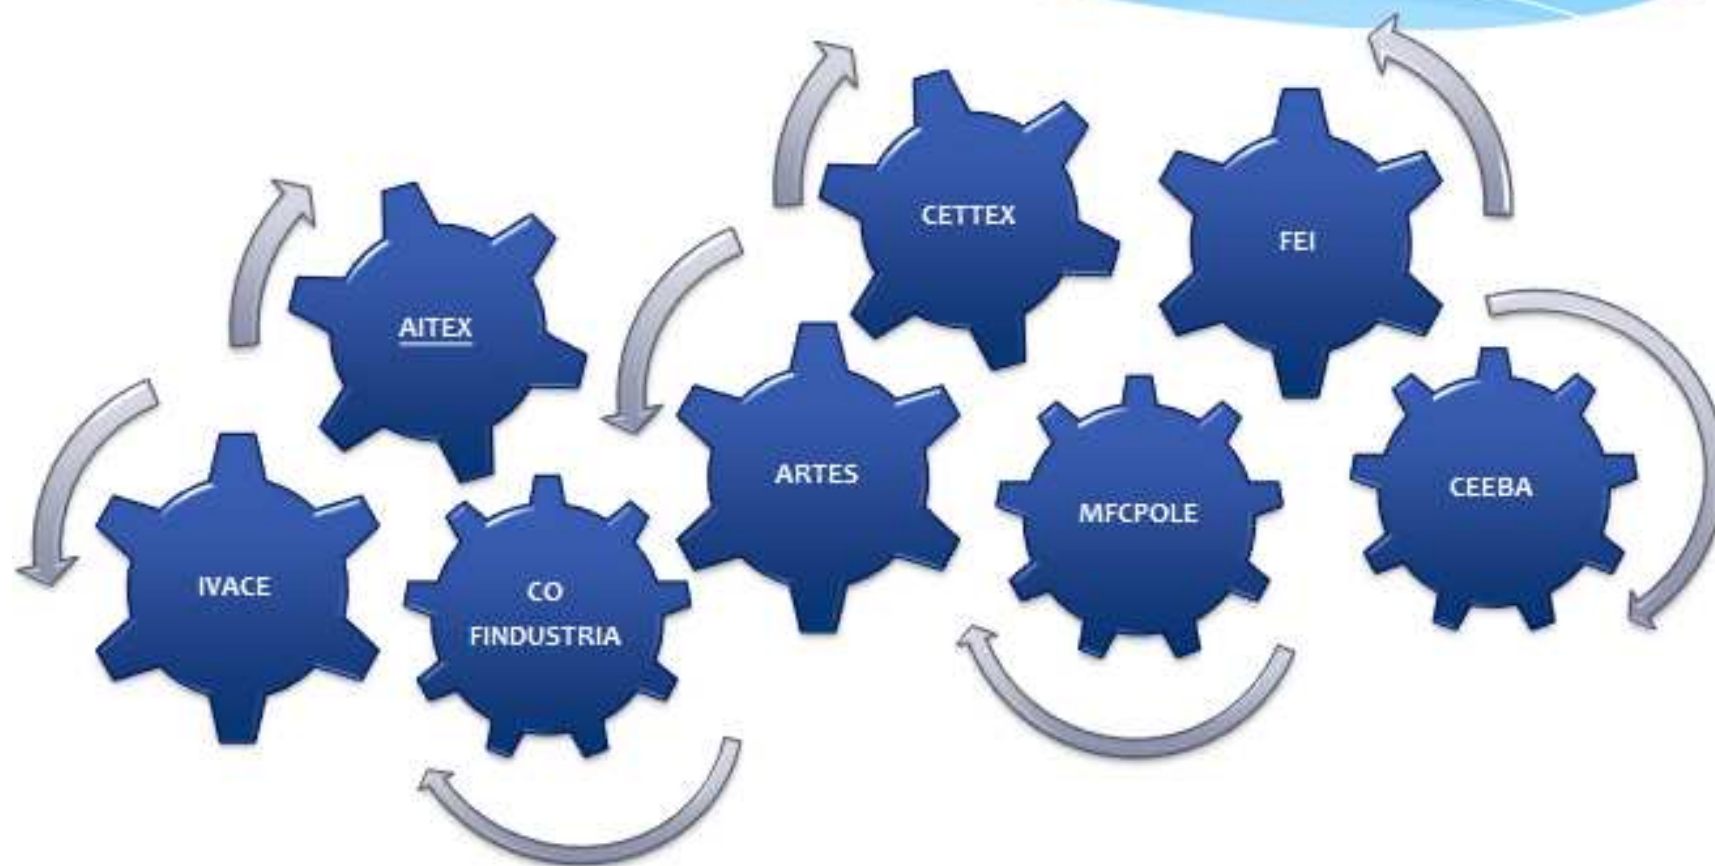 CETTEX
FEI
AITEX
ARTES
CEEBA
MFCPOLE
IVACE
CO
FINDUSTRIA